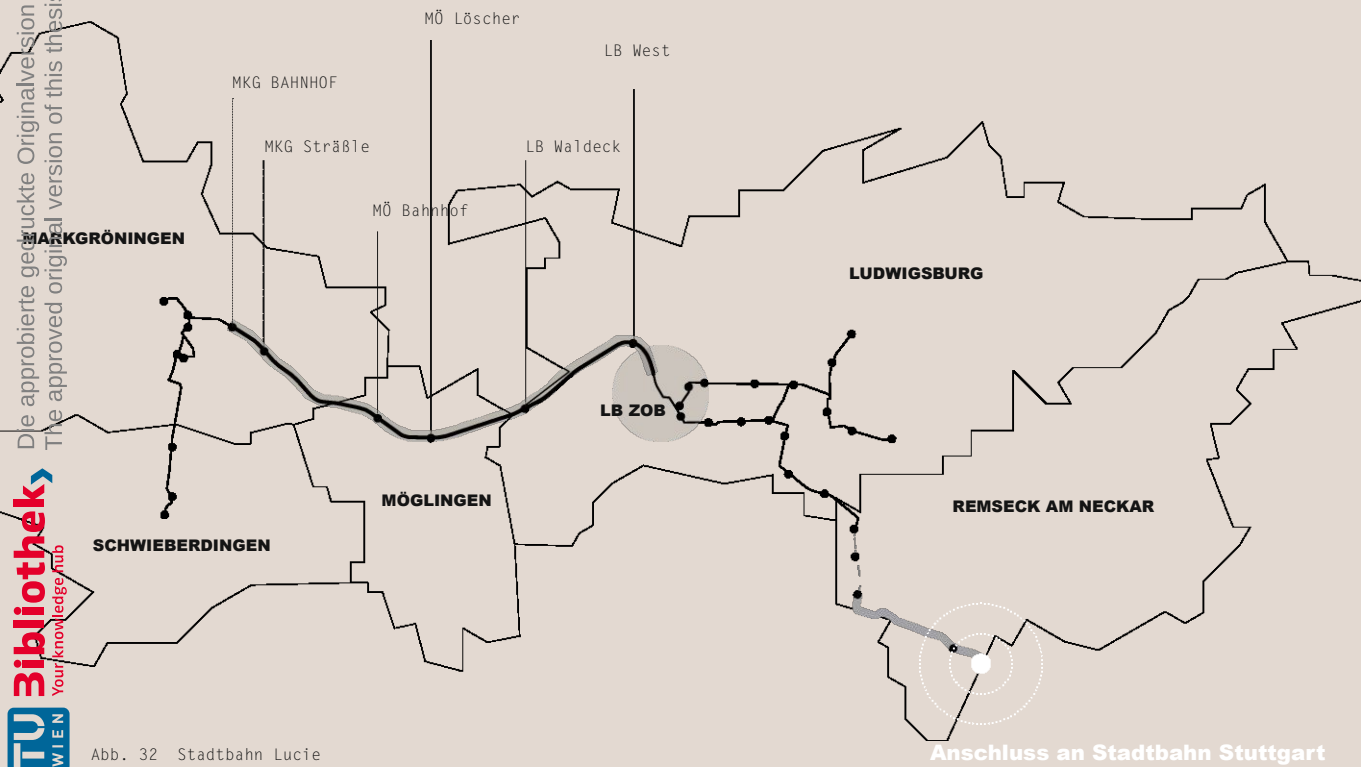 MÖ Löscher
LB West
MKG BAHNHOF
MKG Sträßle
LB Waldeck
MÖ Bahnhof
MARKGRÖNINGEN
LUDWIGSBURG
LB ZOB
MÖGLINGEN
REMSECK AM NECKAR
SCHWIEBERDINGEN
Anschluss an Stadtbahn Stuttgart
Abb. 32 Stadtbahn Lucie
Die approbierte gedruckte Originalversion
The approved original version of this thesis
Bibliothek
Your knowledge hub
TU
WIEN